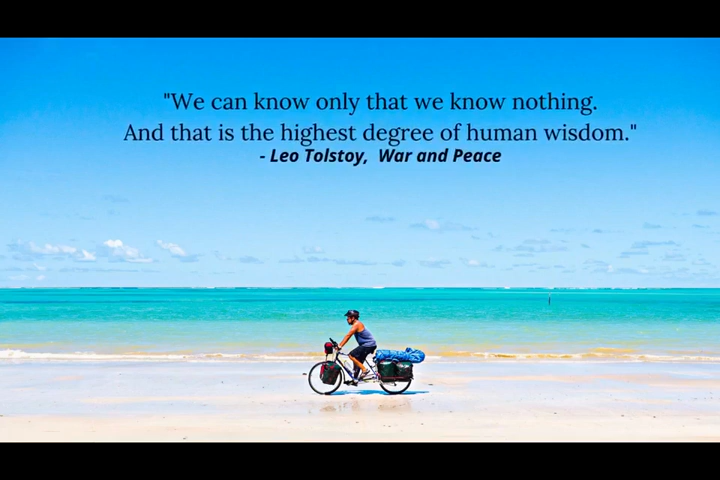 "We can know only that we know nothing.
And that is the highest degree of human wisdom."
- Leo Tolstoy, War and Peace